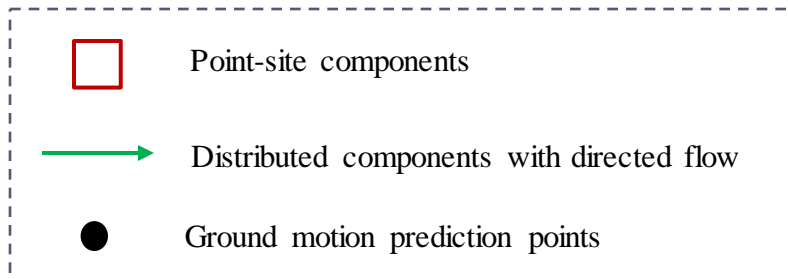 Point-site components
Distributed components with directed flow
Ground motion prediction points